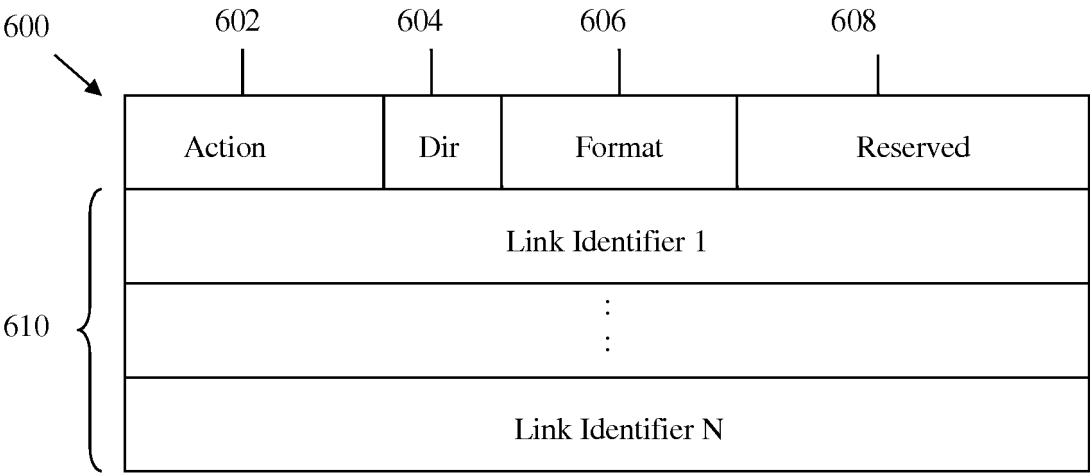 600 602 604 606 608
Action Dir Format Reserved
Link Identifier 1
:
:
610
Link Identifier N